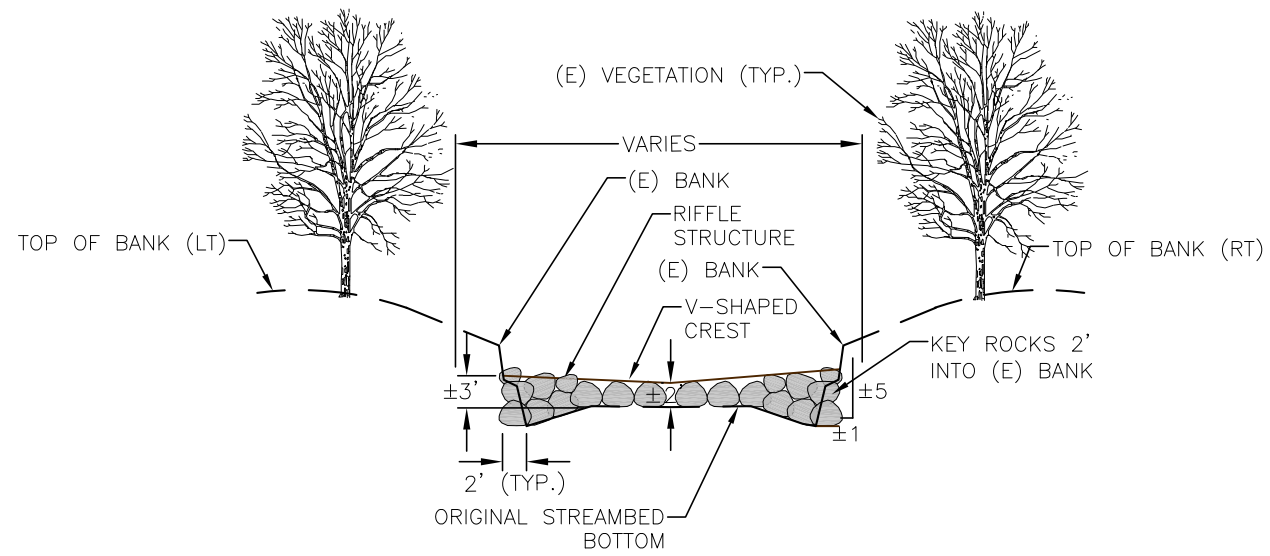 (E) VEGETATION (TYP.)
VARIES
(E) BANK
RIFFLE
STRUCTURE
TOP OF BANK (LT)
(E) BANK
TOP OF BANK (RT)
V-SHAPED
CREST
KEY ROCKS 2'
INTO (E) BANK
±3'
±2'
±5
±1
2' (TYP.)
ORIGINAL STREAMBED
BOTTOM